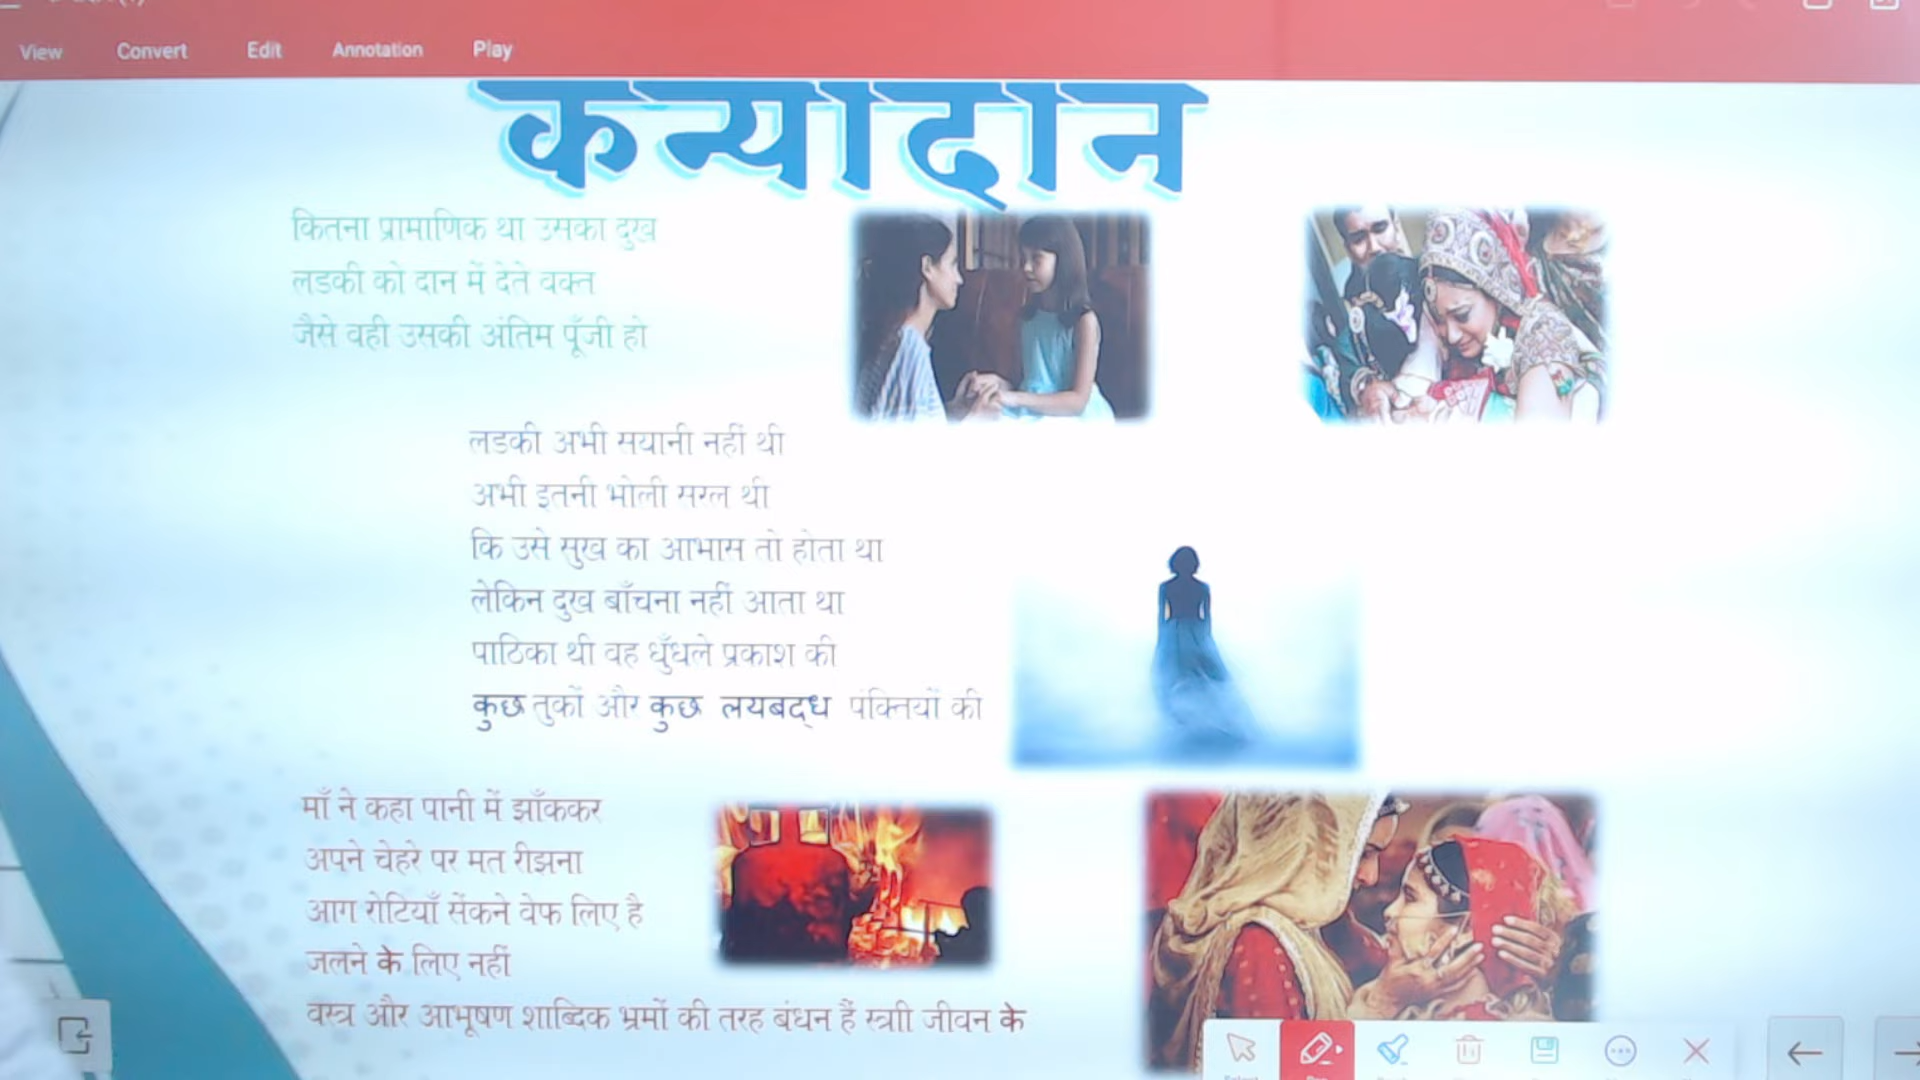 View Convert Edit Annotation Play
कन्यादान
कितना प्रामाणिक था उसका दुख
लडकी को दान में देते वक्त
जैसे वही उसकी अंतिम पूँजी हो
लडकी अभी सयानी नहीं थी
अभी इतनी भोली सरल थी
कि उसे सुख का आभास तो होता था
लेकिन दुख बाँचना नहीं आता था
पाठिका थी वह धुँधले प्रकाश की
कुछ तुकों और कुछ लयबद्ध पंक्तियों की
माँ ने कहा पानी में झाँककर
अपने चेहरे पर मत रीझना
आग रोटियाँ सेंकने वेफ लिए है
जलने के लिए नहीं
वस्त्र और आभूषण शाब्दिक भ्रमों की तरह बंधन हैं स्त्राी जीवन के